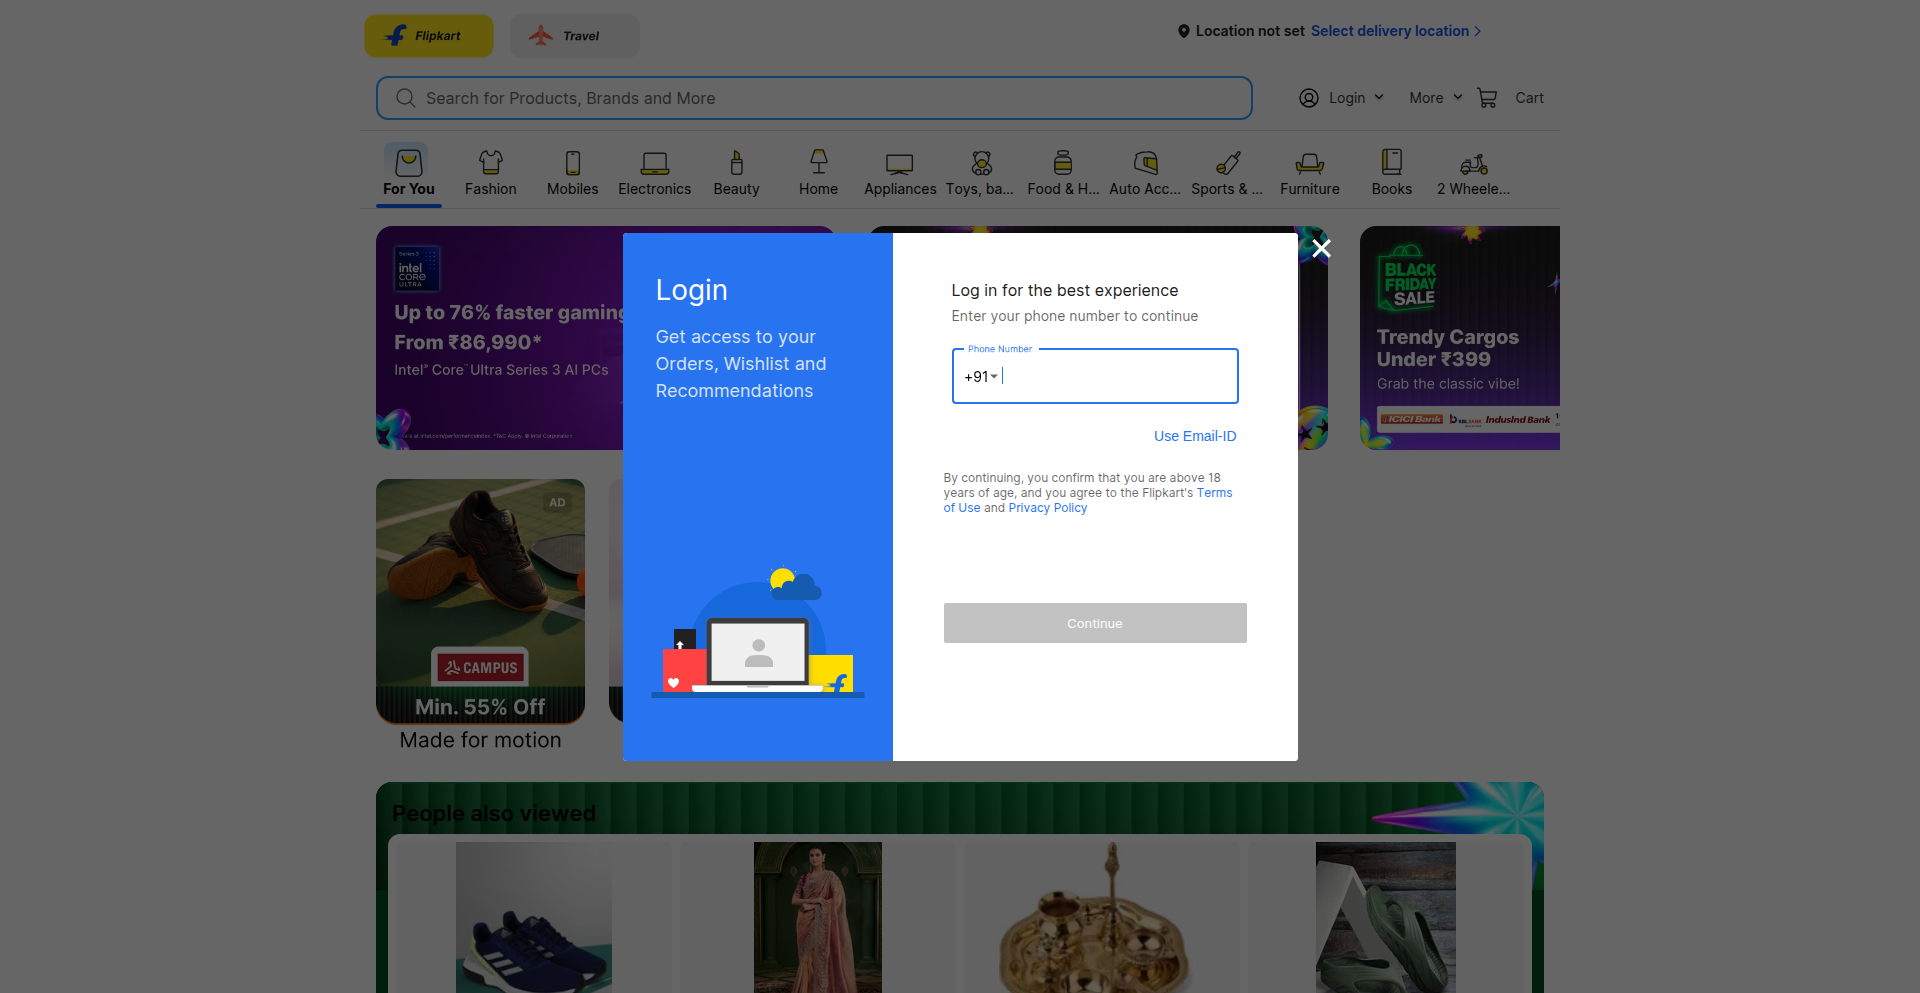 Flipkart
Travel
Location not set Select delivery location
Search for Products, Brands and More
Login
More
Cart
For You
Fashion
Mobiles
Electronics
Beauty
Home
Appliances
Toys, ba...
Food & H...
Auto Acc...
Sports & ...
Furniture
Books
2 Wheele...
Series 3
intel
CORE
ULTRA
Up to 76% faster gaming
From ₹86,990*
Intel® Core™ Ultra Series 3 AI PCs
Login
Get access to your
Orders, Wishlist and
Recommendations
Log in for the best experience
Enter your phone number to continue
Phone Number
+91
Use Email-ID
By continuing, you confirm that you are above 18
years of age, and you agree to the Flipkart's Terms
of Use and Privacy Policy
Continue
BLACK
FRIDAY
SALE
Trendy Cargos
Under ₹399
Grab the classic vibe!
ICICI Bank
RBL BANK
IndusInd Bank
AD
CAMPUS
Min. 55% Off
Made for motion
People also viewed